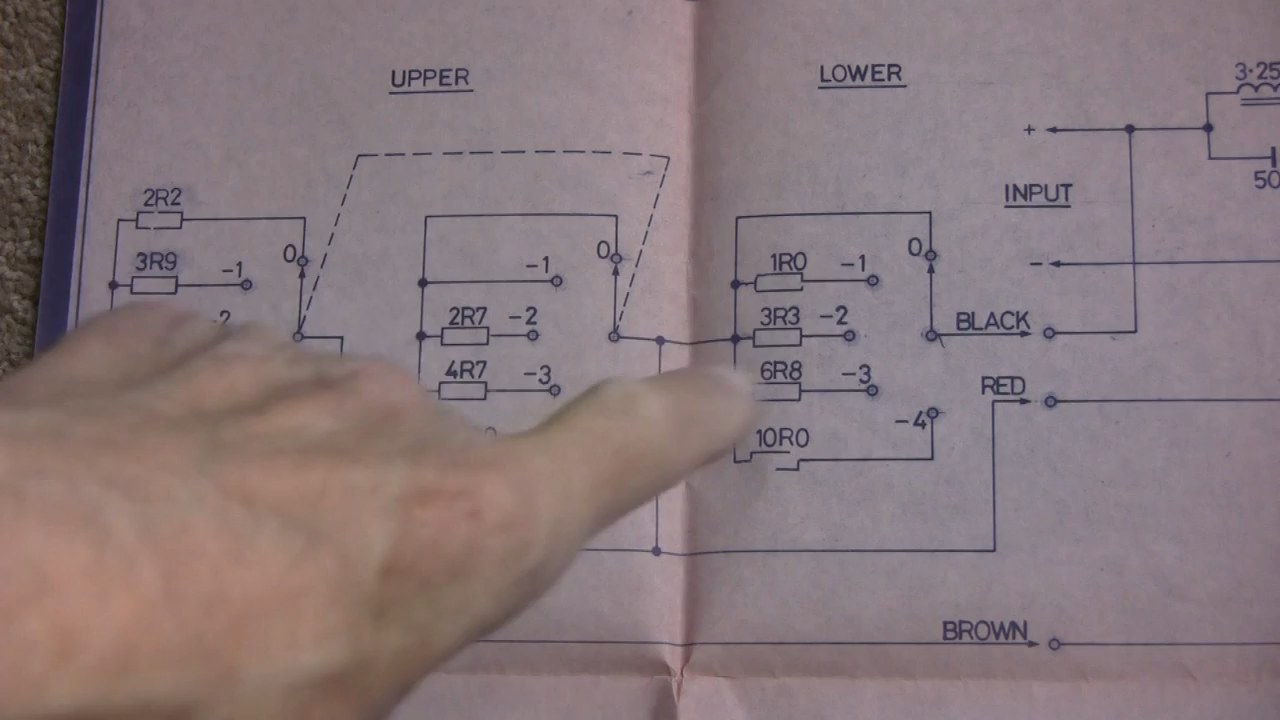 UPPER
LOWER
3·25
+
2R2
INPUT
50
0
0
0
3R9
-1
-1
1R0
-1
-
-2
2R7
-2
3R3
-2
BLACK
4R7
-3
6R8
-3
RED
-4
10R0
BROWN